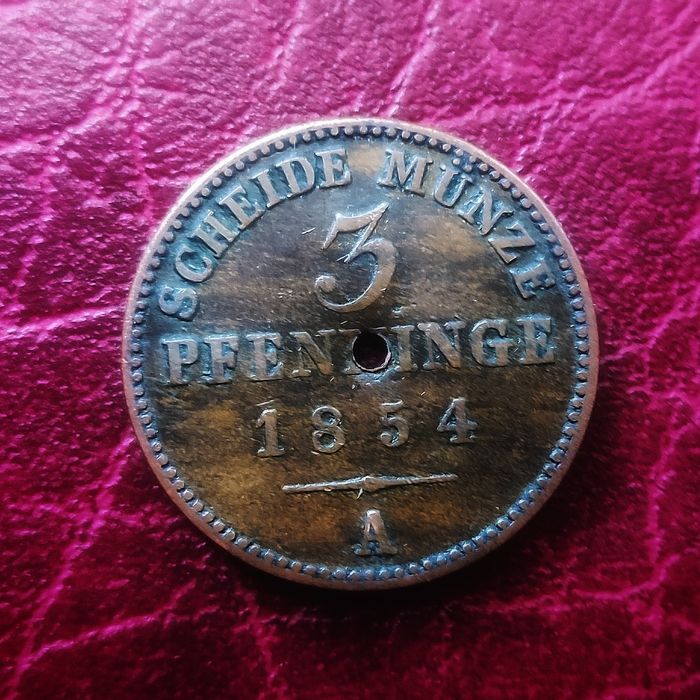 SCHEIDE MÜNZE
3
PFENNINGE
1854
A